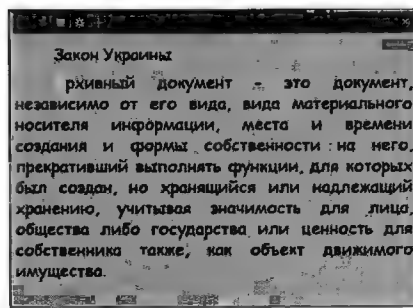 Закон Украины
рхивный документ - это документ,
независимо от его вида, вида материального
носителя информации, места и времени
создания и формы собственности на него,
прекративший выполнять функции, для которых
был создан, но хранящийся или надлежащий
хранению, учитывая значимость для лица,
общества либо государства или ценность для
собственника также, как объект движимого
имущества.